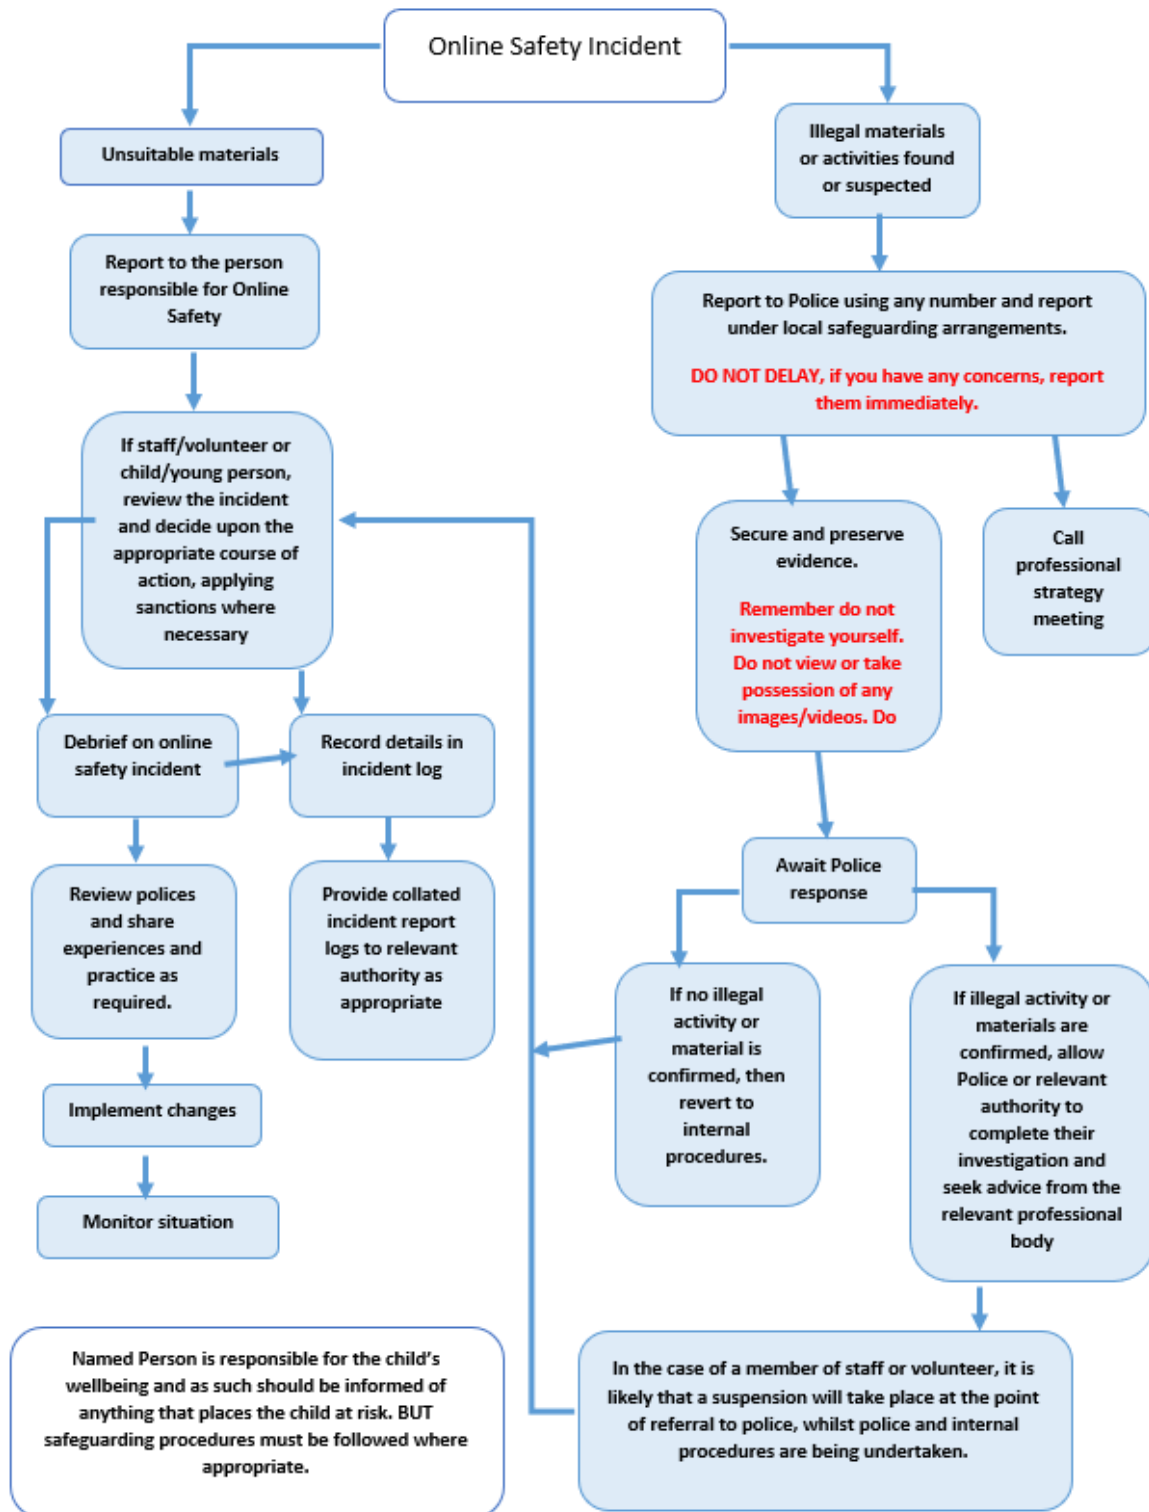 Online Safety Incident
Unsuitable materials
Illegal materials
or activities found
or suspected
Report to the person
responsible for Online
Safety
Report to Police using any number and report
under local safeguarding arrangements.
DO NOT DELAY, if you have any concerns, report
them immediately.
If staff/volunteer or
child/young person,
review the incident
and decide upon the
appropriate course of
action, applying
sanctions where
necessary
Secure and preserve
evidence.
Remember do not
investigate yourself.
Do not view or take
possession of any
images/videos. Do
Call
professional
strategy
meeting
Debrief on online
safety incident
Record details in
incident log
Await Police
response
Review polices
and share
experiences and
practice as
required.
Provide collated
incident report
logs to relevant
authority as
appropriate
If no illegal
activity or
material is
confirmed, then
revert to
internal
procedures.
If illegal activity or
materials are
confirmed, allow
Police or relevant
authority to
complete their
investigation and
seek advice from the
relevant professional
body
Implement changes
Monitor situation
Named Person is responsible for the child's
wellbeing and as such should be informed of
anything that places the child at risk. BUT
safeguarding procedures must be followed where
appropriate.
In the case of a member of staff or volunteer, it is
likely that a suspension will take place at the point
of referral to police, whilst police and internal
procedures are being undertaken.